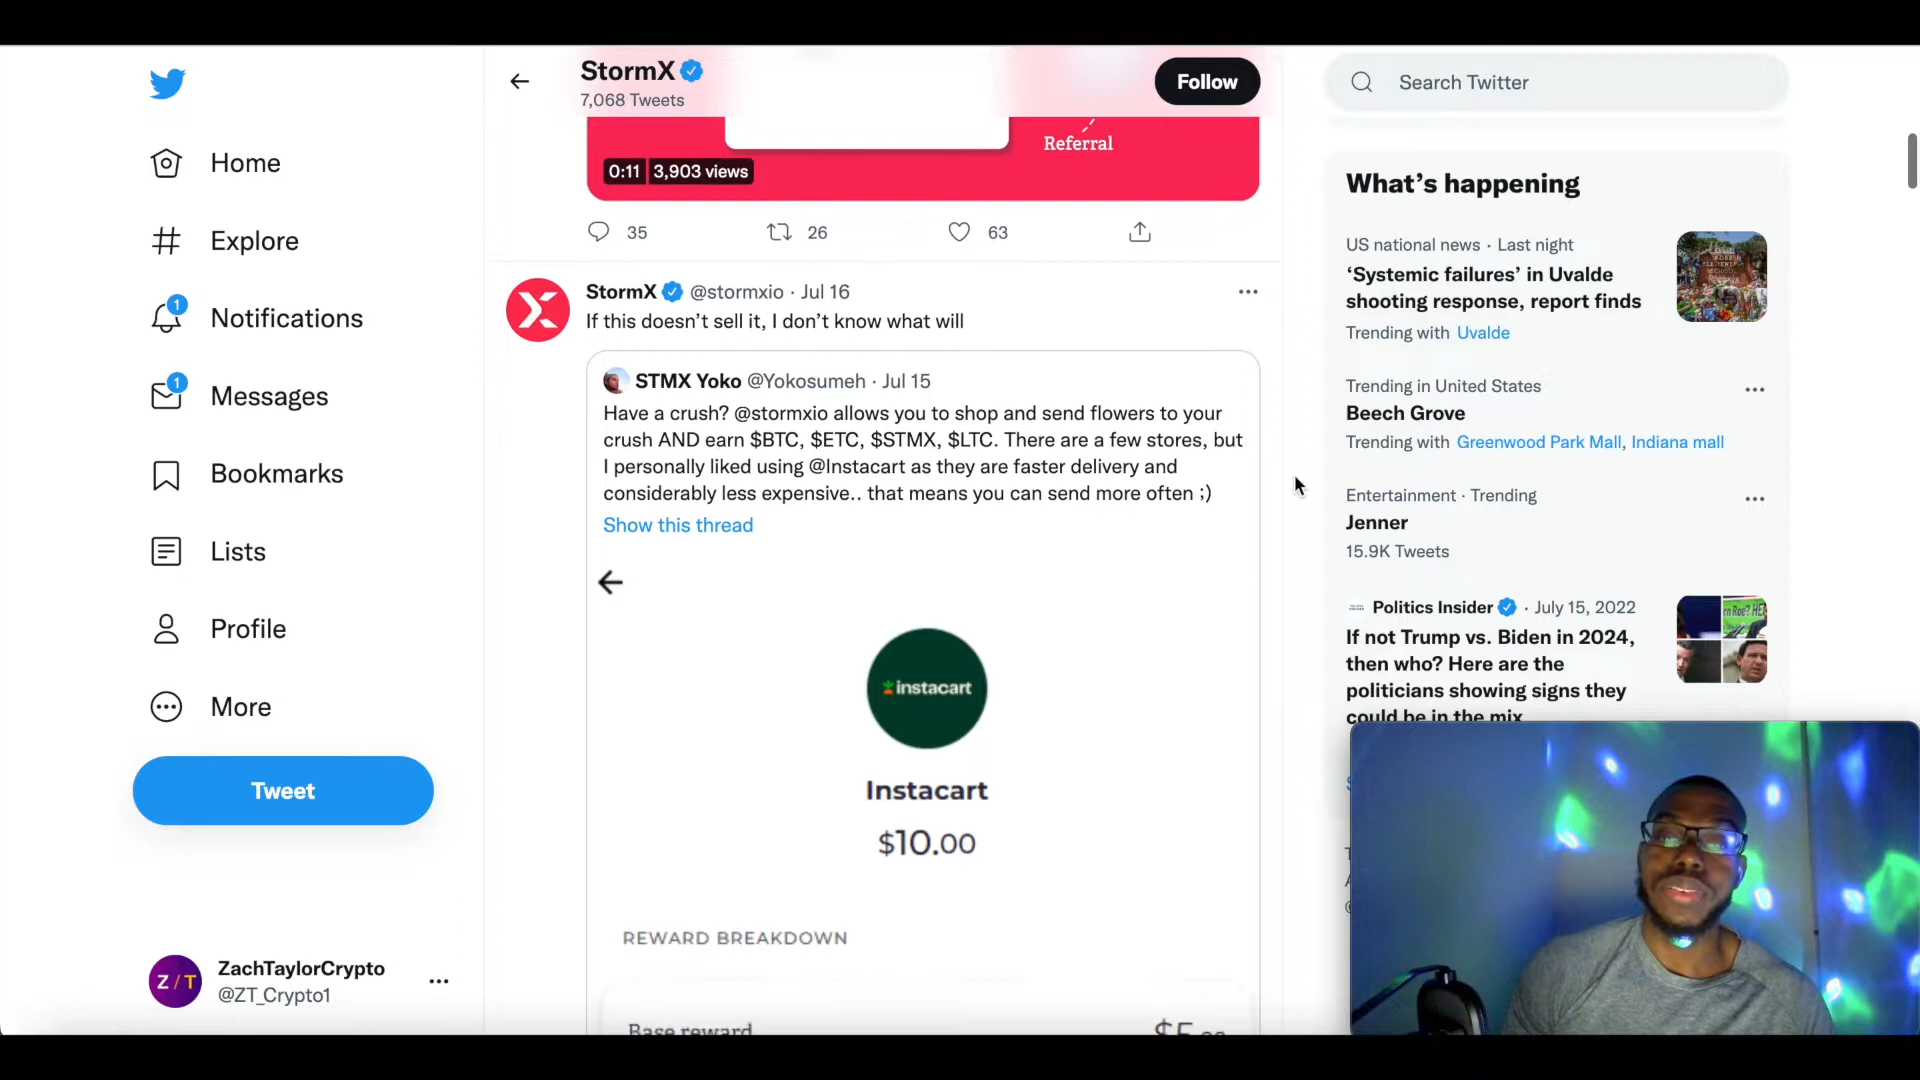 StormX
7,068 Tweets
Follow
Search Twitter
Home
Explore
1
Notifications
1
Messages
Bookmarks
Lists
Profile
More
Tweet
Z/T
ZachTaylorCrypto
@ZT_Crypto1
Referral
0:11 3,903 views
35 26 63
StormX @stormxio · Jul 16
If this doesn't sell it, I don't know what will
STMX Yoko @Yokosumeh · Jul 15
Have a crush? @stormxio allows you to shop and send flowers to your
crush AND earn $BTC, $ETC, $STMX, $LTC. There are a few stores, but
I personally liked using @Instacart as they are faster delivery and
considerably less expensive.. that means you can send more often ;)
Show this thread
instacart
Instacart
$10.00
REWARD BREAKDOWN
Base reward
What's happening
US national news · Last night
‘Systemic failures’ in Uvalde
shooting response, report finds
Trending with Uvalde
Trending in United States
Beech Grove
Trending with Greenwood Park Mall, Indiana mall
Entertainment · Trending
Jenner
15.9K Tweets
Politics Insider · July 15, 2022
If not Trump vs. Biden in 2024,
then who? Here are the
politicians showing signs they
could be in the mix